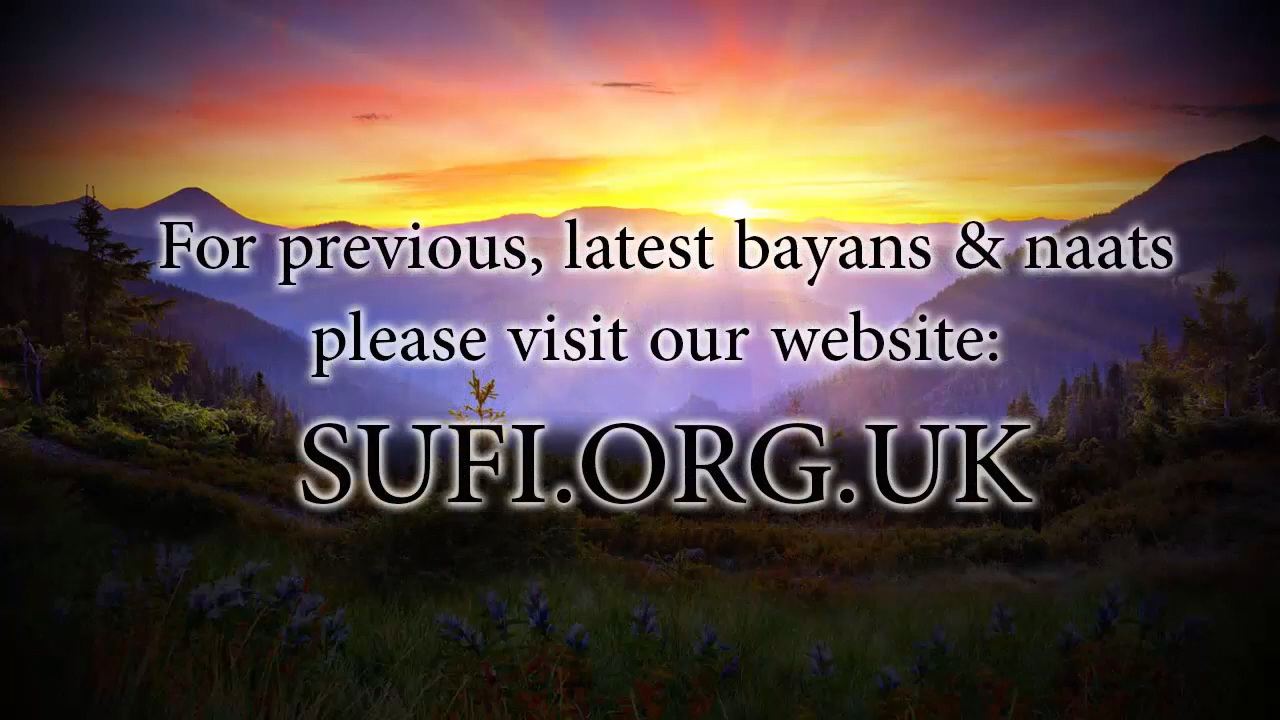 For previous, latest bayans & naats
please visit our website:
SUFI.ORG.UK